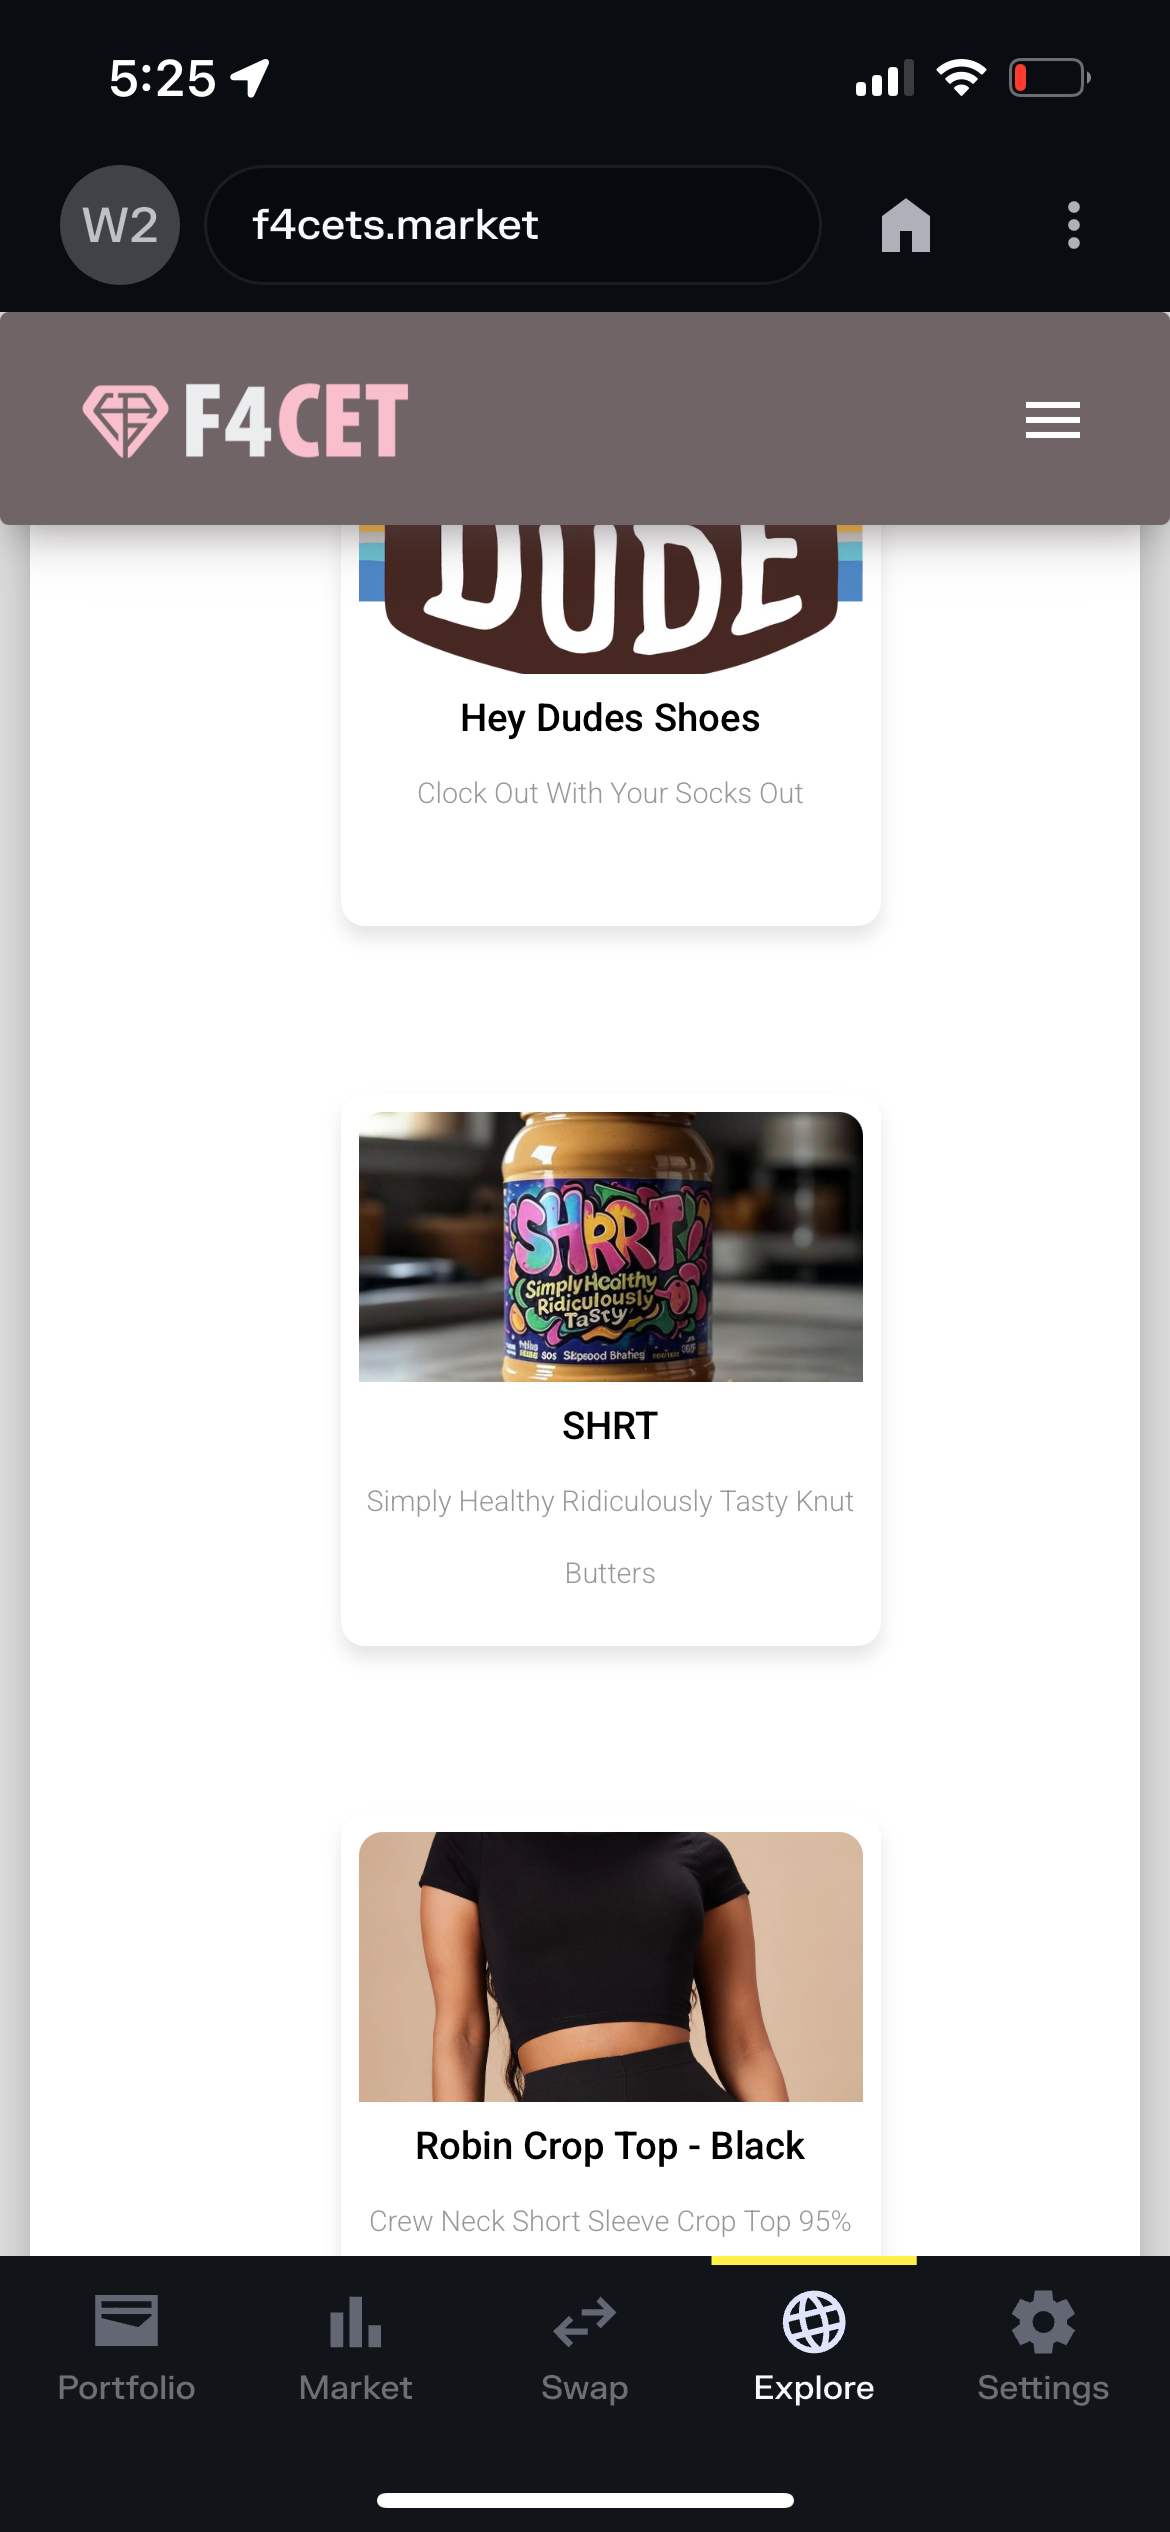 5:25
W2
f4cets.market
F4CET
DUDE
Hey Dudes Shoes
Clock Out With Your Socks Out
SHRRT!
Simply Hcolthy
Ridiculously
Tasty
SHRT
Simply Healthy Ridiculously Tasty Knut
Butters
Robin Crop Top - Black
Crew Neck Short Sleeve Crop Top 95%
Portfolio
Market
Swap
Explore
Settings